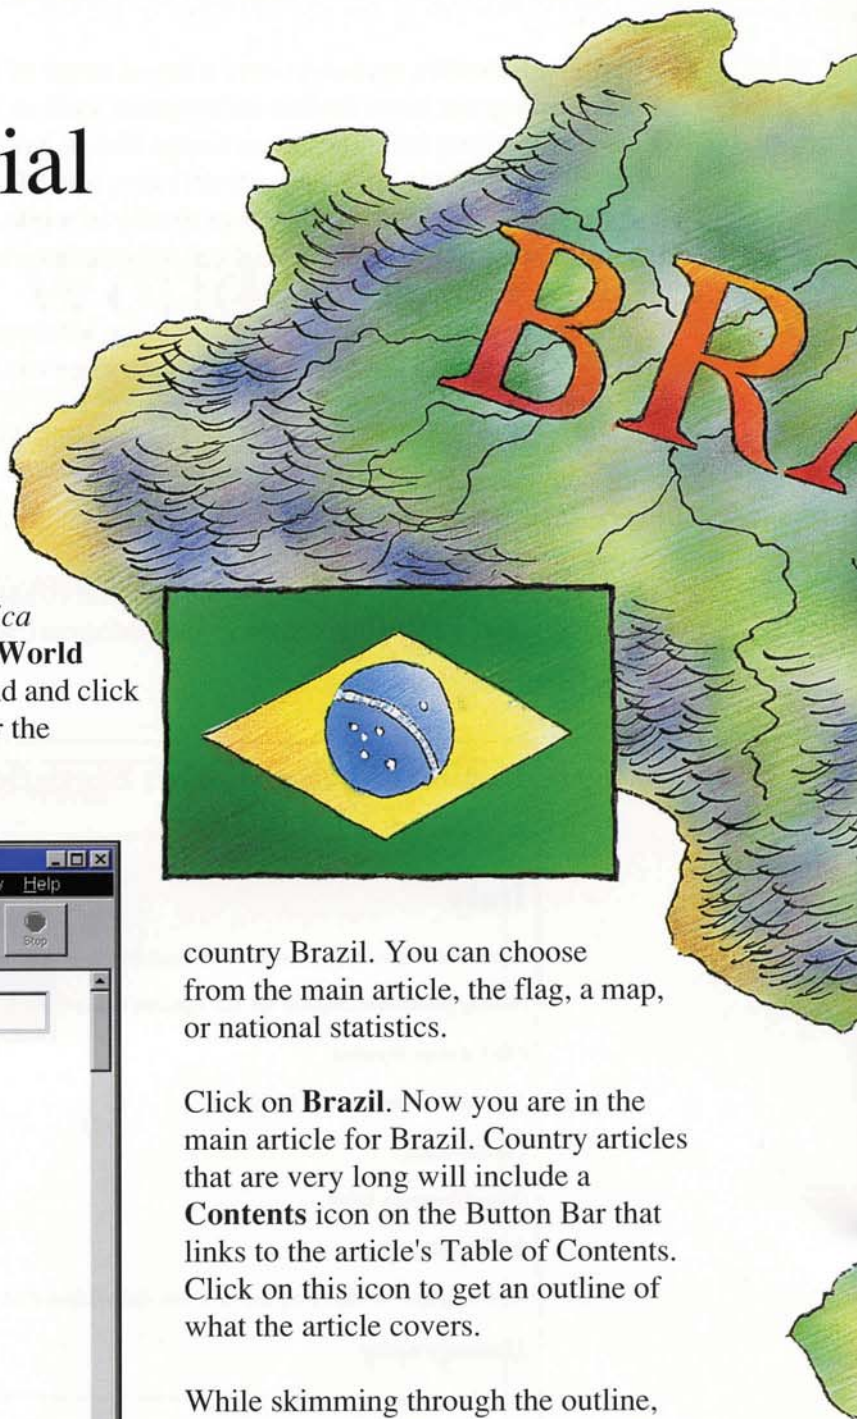 ial
BRA
ica
World
d and click
r the
Help
Stop
country Brazil. You can choose
from the main article, the flag, a map,
or national statistics.
Click on Brazil. Now you are in the
main article for Brazil. Country articles
that are very long will include a
Contents icon on the Button Bar that
links to the article's Table of Contents.
Click on this icon to get an outline of
what the article covers.
While skimming through the outline,